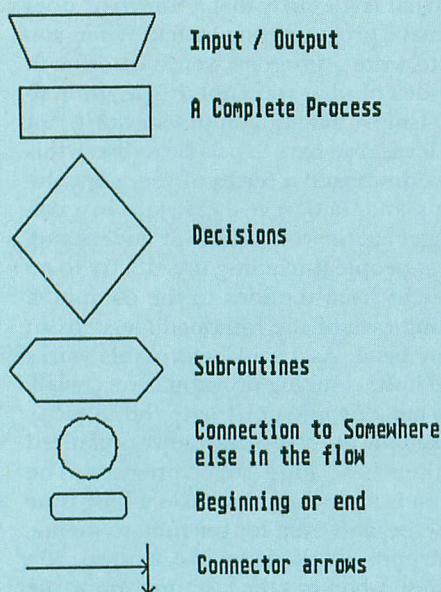 Input / Output
A Complete Process
Decisions
Subroutines
Connection to Somewhere
else in the flow
Beginning or end
Connector arrows